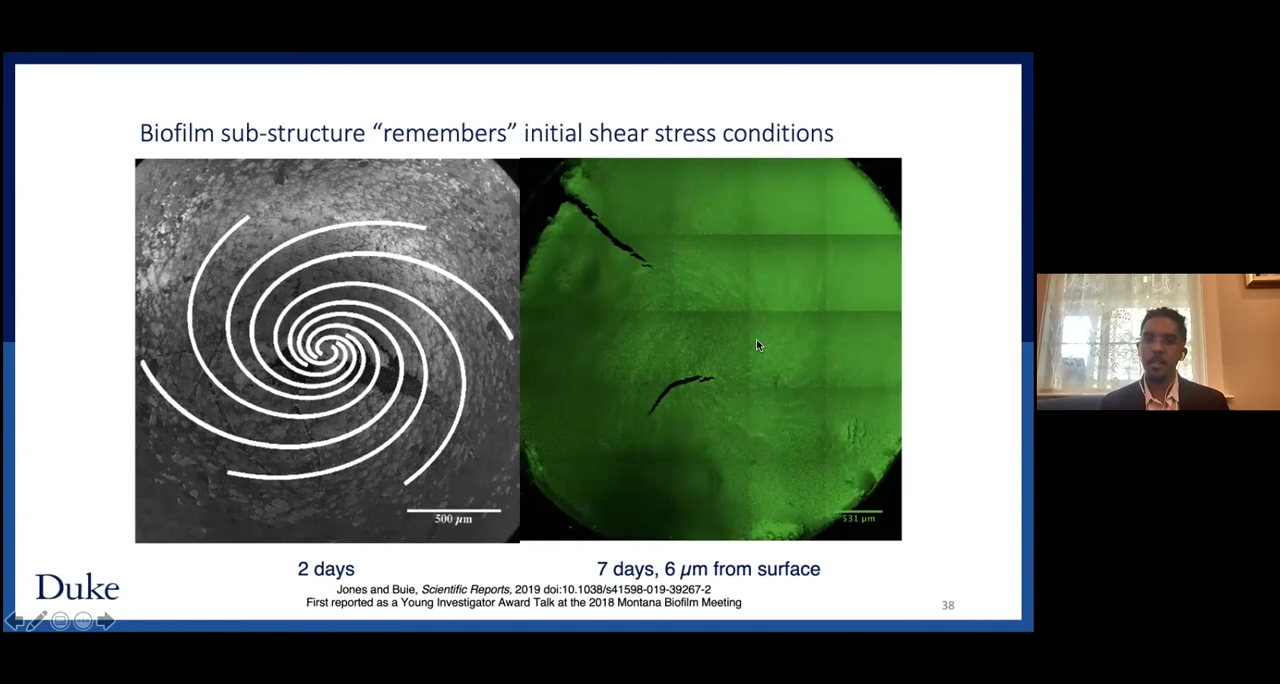 Biofilm sub-structure “remembers” initial shear stress conditions
500 µm
531 µm
2 days
7 days, 6 µm from surface
Jones and Buie, Scientific Reports, 2019 doi:10.1038/s41598-019-39267-2
First reported as a Young Investigator Award Talk at the 2018 Montana Biofilm Meeting
Duke
38